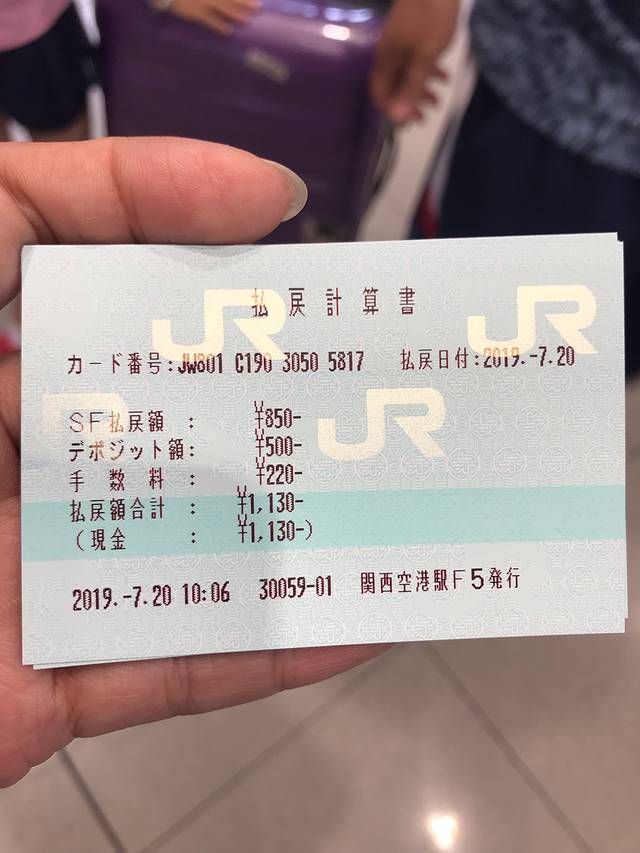 払戻計算書
カード番号:JW801 C190 3050 5817 払戻日付:2019.-7.20
SF払戻額 : ¥850-
デポジット額: ¥500-
手数料 : ¥220-
払戻額合計 : ¥1,130-
(現金 : ¥1,130-)
2019.-7.20 10:06 30059-01 関西空港駅F5発行
JR JR
JR JR